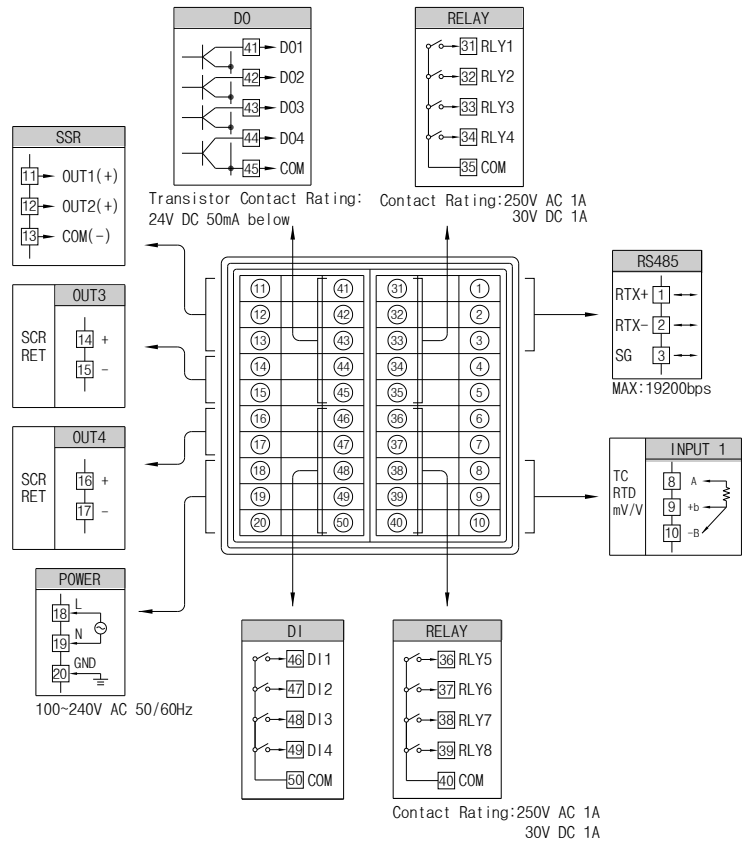 DO
41 DO1
42 DO2
43 DO3
44 DO4
45 COM
Transistor Contact Rating:
24V DC 50mA below
RELAY
31 RLY1
32 RLY2
33 RLY3
34 RLY4
35 COM
Contact Rating:250V AC 1A
30V DC 1A
SSR
11 OUT1(+)
12 OUT2(+)
13 COM(-)
OUT3
SCR
RET
14 +
15 -
OUT4
SCR
RET
16 +
17 -
POWER
18 L
19 N
20 GND
100~240V AC 50/60Hz
11 41 31 1
12 42 32 2
13 43 33 3
14 44 34 4
15 45 35 5
16 46 36 6
17 47 37 7
18 48 38 8
19 49 39 9
20 50 40 10
RS485
RTX+ 1
RTX- 2
SG 3
MAX:19200bps
INPUT 1
TC
RTD
mV/V
8 A
9 +b
10 -B
DI
46 DI1
47 DI2
48 DI3
49 DI4
50 COM
RELAY
36 RLY5
37 RLY6
38 RLY7
39 RLY8
40 COM
Contact Rating:250V AC 1A
30V DC 1A